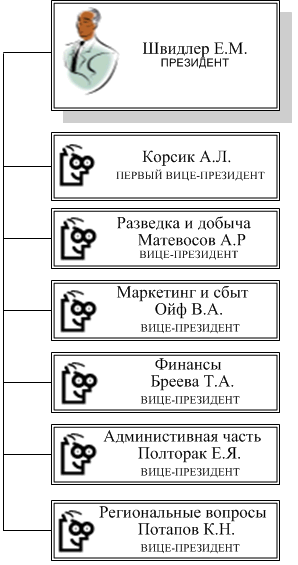 Швидлер Е.М.
ПРЕЗИДЕНТ
Корсик А.Л.
ПЕРВЫЙ ВИЦЕ-ПРЕЗИДЕНТ
Разведка и добыча
Матевосов А.Р
ВИЦЕ-ПРЕЗИДЕНТ
Маркетинг и сбыт
Ойф В.А.
ВИЦЕ-ПРЕЗИДЕНТ
Финансы
Бреева Т.А.
ВИЦЕ-ПРЕЗИДЕНТ
Администивная часть
Полторак Е.Я.
ВИЦЕ-ПРЕЗИДЕНТ
Региональные вопросы
Потапов К.Н.
ВИЦЕ-ПРЕЗИДЕНТ